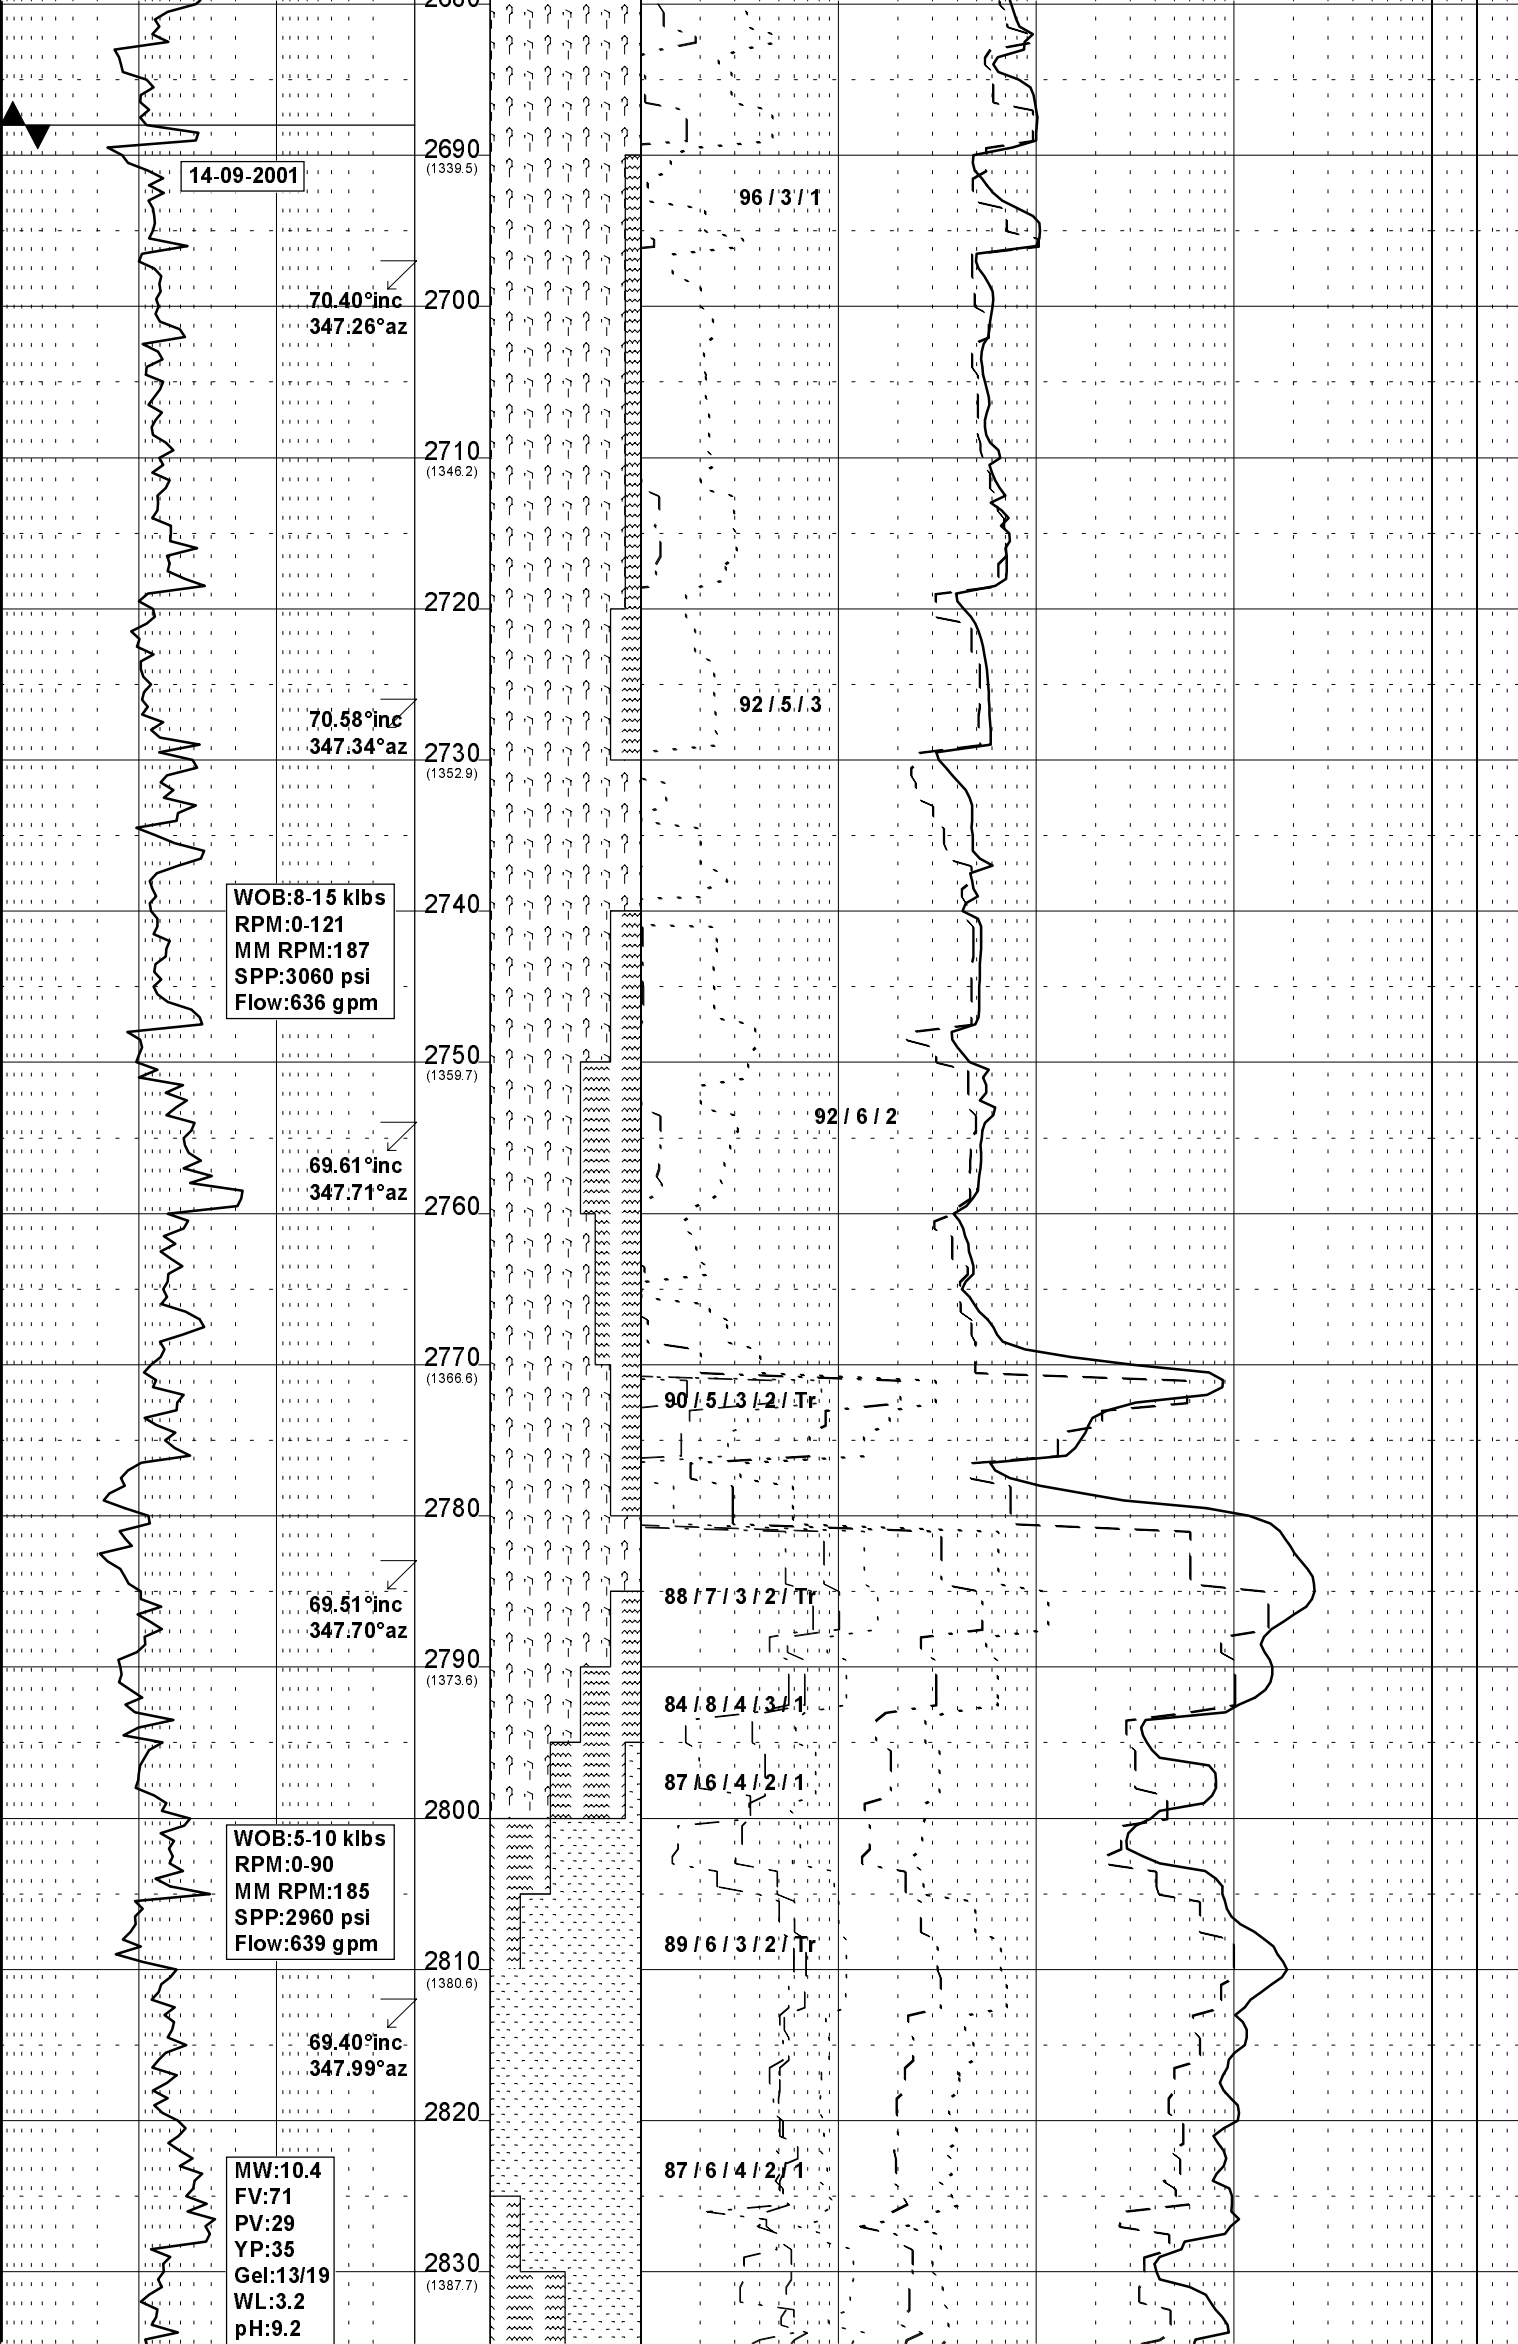 2680
2690
(1339.5)
14-09-2001
96 / 3 / 1
70.40°inc
347.26°az
2700
2710
(1346.2)
2720
70.58°inc
347.34°az
92 / 5 / 3
2730
(1352.9)
WOB:8-15 klbs
RPM:0-121
MM RPM:187
SPP:3060 psi
Flow:636 gpm
2740
2750
(1359.7)
92 / 6 / 2
69.61°inc
347.71°az
2760
2770
(1366.6)
90 / 5 / 3 / 2 / Tr
2780
88 / 7 / 3 / 2 / Tr
69.51°inc
347.70°az
2790
(1373.6)
84 / 8 / 4 / 3 / 1
87 / 6 / 4 / 2 / 1
2800
WOB:5-10 klbs
RPM:0-90
MM RPM:185
SPP:2960 psi
Flow:639 gpm
89 / 6 / 3 / 2 / Tr
2810
(1380.6)
69.40°inc
347.99°az
2820
87 / 6 / 4 / 2 / 1
MW:10.4
FV:71
PV:29
YP:35
Gel:13/19
WL:3.2
pH:9.2
2830
(1387.7)